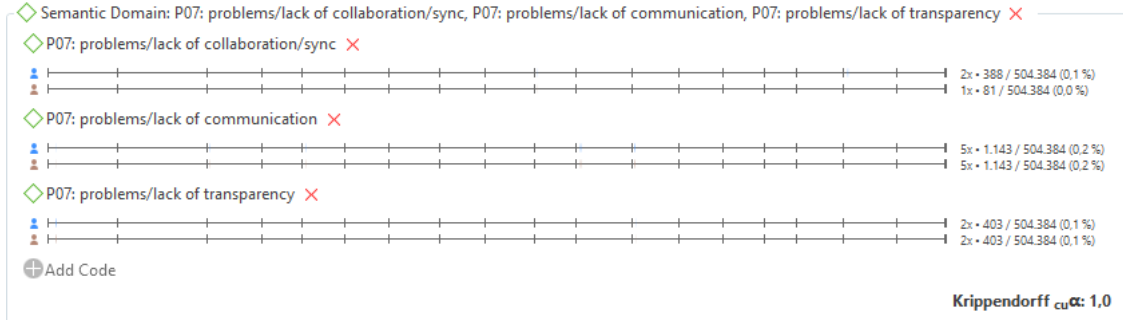 Semantic Domain: P07: problems/lack of collaboration/sync, P07: problems/lack of communication, P07: problems/lack of transparency
P07: problems/lack of collaboration/sync
2x • 388 / 504.384 (0,1 %)
1x • 81 / 504.384 (0,0 %)
P07: problems/lack of communication
5x • 1.143 / 504.384 (0,2 %)
5x • 1.143 / 504.384 (0,2 %)
P07: problems/lack of transparency
2x • 403 / 504.384 (0,1 %)
2x • 403 / 504.384 (0,1 %)
Add Code
Krippendorff cuα: 1,0